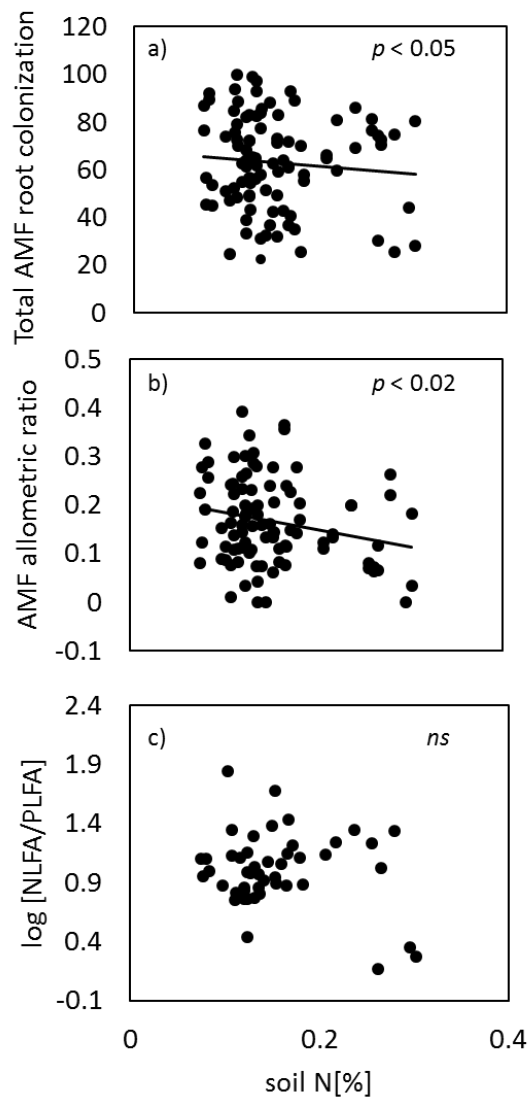 120
100
80
60
40
20
0
Total AMF root colonization
a)
p < 0.05
0.5
0.4
0.3
0.2
0.1
0
-0.1
AMF allometric ratio
b)
p < 0.02
2.4
1.9
1.4
0.9
0.4
-0.1
log [NLFA/PLFA]
c)
ns
0 0.2 0.4
soil N[%]